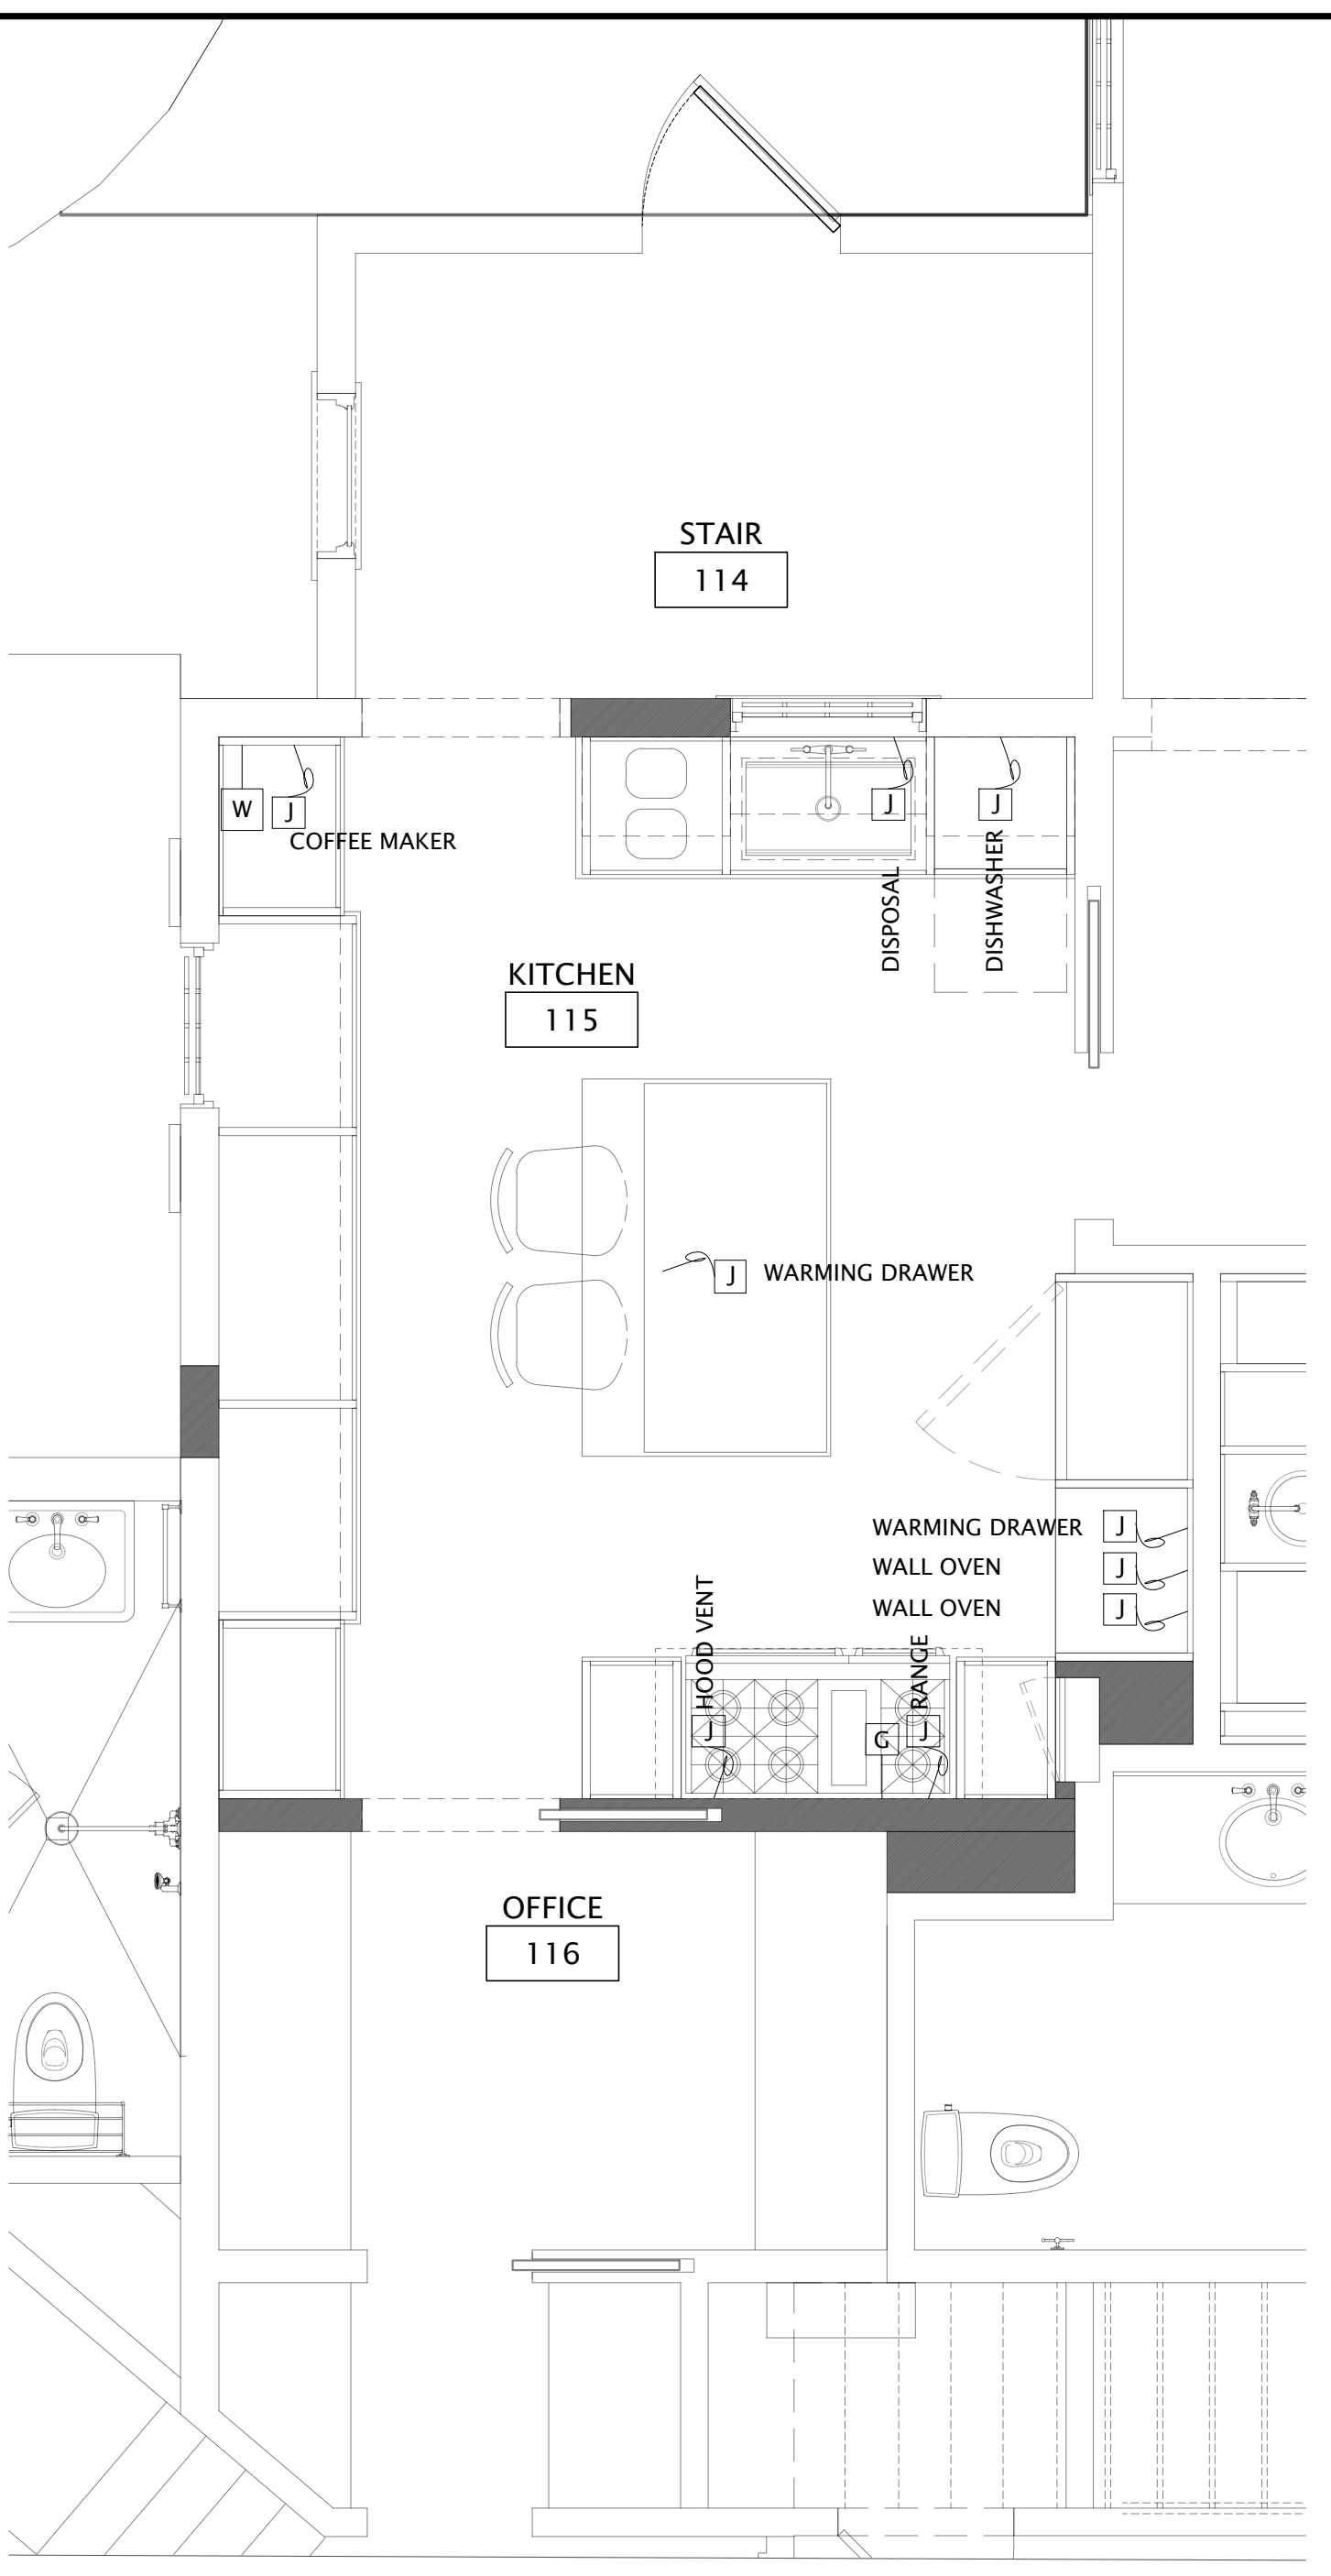 STAIR
114
W
J
COFFEE MAKER
J
DISPOSAL
J
DISHWASHER
KITCHEN
115
J
WARMING DRAWER
WARMING DRAWER
J
WALL OVEN
J
WALL OVEN
J
HOOD VENT
J
G
RANGE
J
OFFICE
116